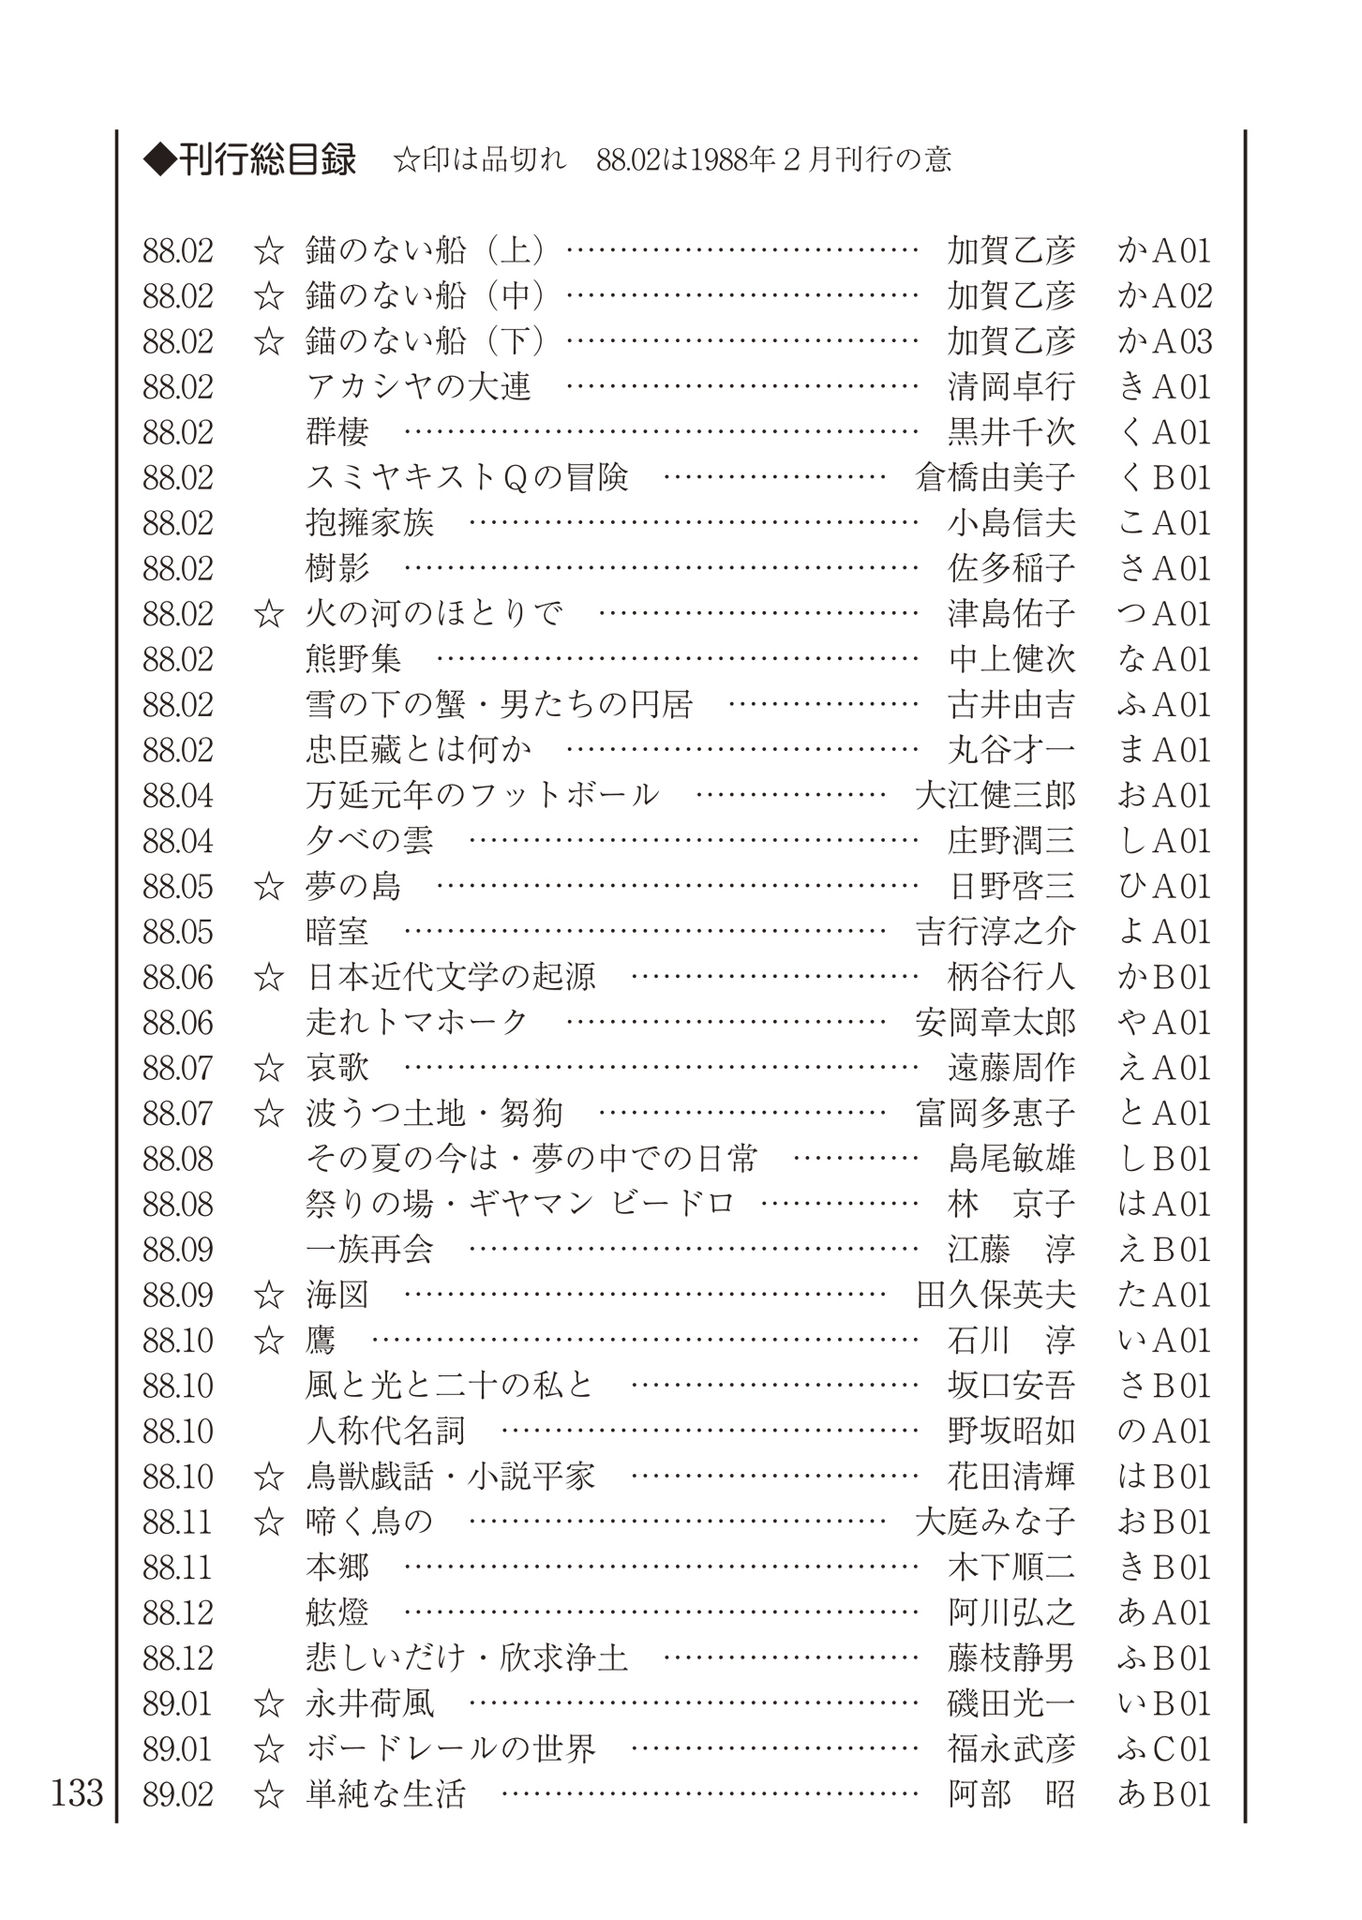 ◆刊行総目録　☆印は品切れ　88.02は1988年２月刊行の意
88.02 ☆ 錨のない船（上）……………………………… 加賀乙彦 かA01
88.02 ☆ 錨のない船（中）……………………………… 加賀乙彦 かA02
88.02 ☆ 錨のない船（下）……………………………… 加賀乙彦 かA03
88.02 アカシヤの大連 ……………………………… 清岡卓行 きA01
88.02 群棲 ……………………………………………… 黒井千次 くA01
88.02 スミヤキストQの冒険 ………………… 倉橋由美子 くB01
88.02 抱擁家族 ……………………………………… 小島信夫 こA01
88.02 樹影 ……………………………………………… 佐多稲子 さA01
88.02 ☆ 火の河のほとりで …………………………… 津島佑子 つA01
88.02 熊野集 ………………………………………… 中上健次 なA01
88.02 雪の下の蟹・男たちの円居 ……………… 古井由吉 ふA01
88.02 忠臣藏とは何か ……………………………… 丸谷才一 まA01
88.04 万延元年のフットボール ……………… 大江健三郎 おA01
88.04 夕べの雲 ……………………………………… 庄野潤三 しA01
88.05 ☆ 夢の島 ………………………………………… 日野啓三 ひA01
88.05 暗室 ………………………………………… 吉行淳之介 よA01
88.06 ☆ 日本近代文学の起源 ……………………… 柄谷行人 かB01
88.06 走れトマホーク ………………………… 安岡章太郎 やA01
88.07 ☆ 哀歌 ……………………………………………… 遠藤周作 えA01
88.07 ☆ 波うつ土地・芻狗 ……………………… 富岡多惠子 とA01
88.08 その夏の今は・夢の中での日常 ………… 島尾敏雄 しB01
88.08 祭りの場・ギヤマン ビードロ …………… 林　京子 はA01
88.09 一族再会 ……………………………………… 江藤　淳 えB01
88.09 ☆ 海図 ………………………………………… 田久保英夫 たA01
88.10 ☆ 鷹 ………………………………………………… 石川　淳 いA01
88.10 風と光と二十の私と ……………………… 坂口安吾 さB01
88.10 人称代名詞 …………………………………… 野坂昭如 のA01
88.10 ☆ 鳥獣戯話・小説平家 ……………………… 花田清輝 はB01
88.11 ☆ 啼く鳥の ………………………………… 大庭みな子 おB01
88.11 本郷 ……………………………………………… 木下順二 きB01
88.12 舷燈 ……………………………………………… 阿川弘之 あA01
88.12 悲しいだけ・欣求浄土 …………………… 藤枝静男 ふB01
89.01 ☆ 永井荷風 ……………………………………… 磯田光一 いB01
89.01 ☆ ボードレールの世界 ……………………… 福永武彦 ふC01
89.02 ☆ 単純な生活 …………………………………… 阿部　昭 あB01
133